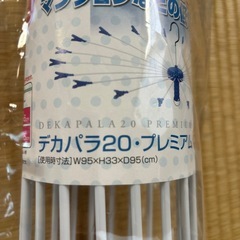 DEKAPALA20 PREMIUM
デカパラ20・プレミアム
[使用時寸法]W95×H33×D95(cm)